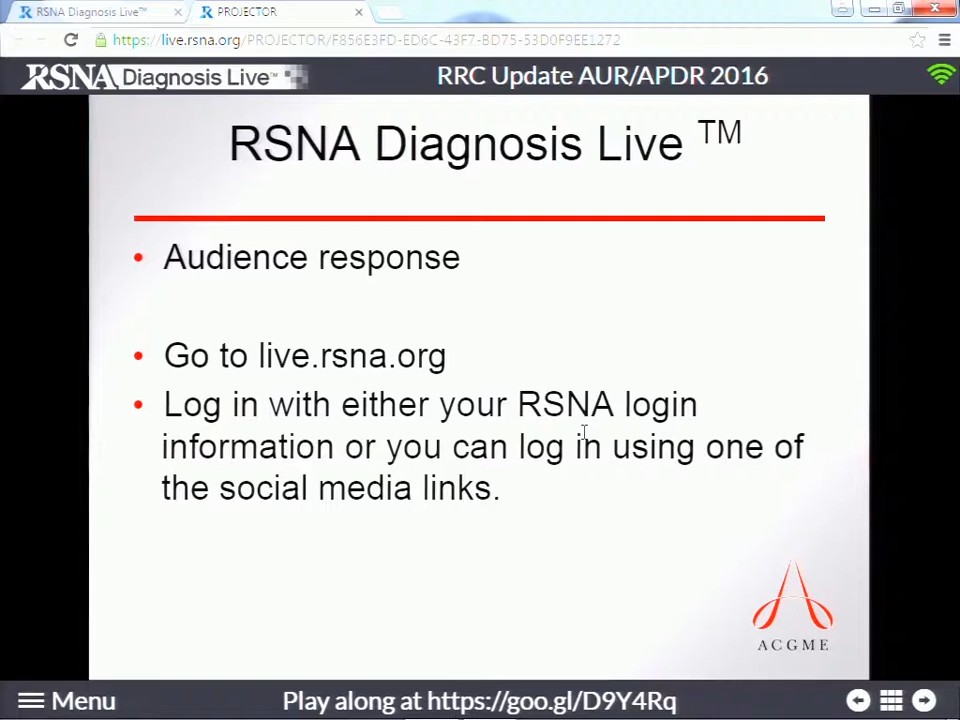 RSNA Diagnosis Live™
PROJECTOR
https://live.rsna.org/PROJECTOR/F856E3FD-ED6C-43F7-BD75-53D0F9EE1272
RSNA Diagnosis Live™
RRC Update AUR/APDR 2016
RSNA Diagnosis Live TM
• Audience response
• Go to live.rsna.org
• Log in with either your RSNA login
information or you can log in using one of
the social media links.
ACGME
Menu
Play along at https://goo.gl/D9Y4Rq